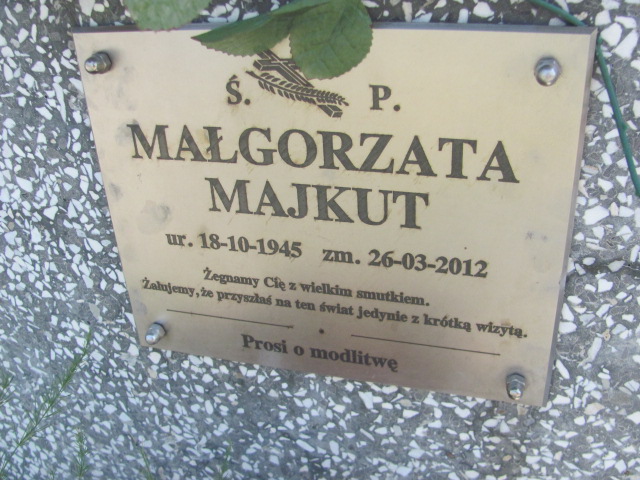 Ś. P.
MAŁGORZATA
MAJKUT
ur. 18-10-1945 zm. 26-03-2012
Żegnamy Cię z wielkim smutkiem.
Żałujemy, że przyszłaś na ten świat jedynie z krótką wizytą.
Prosi o modlitwę